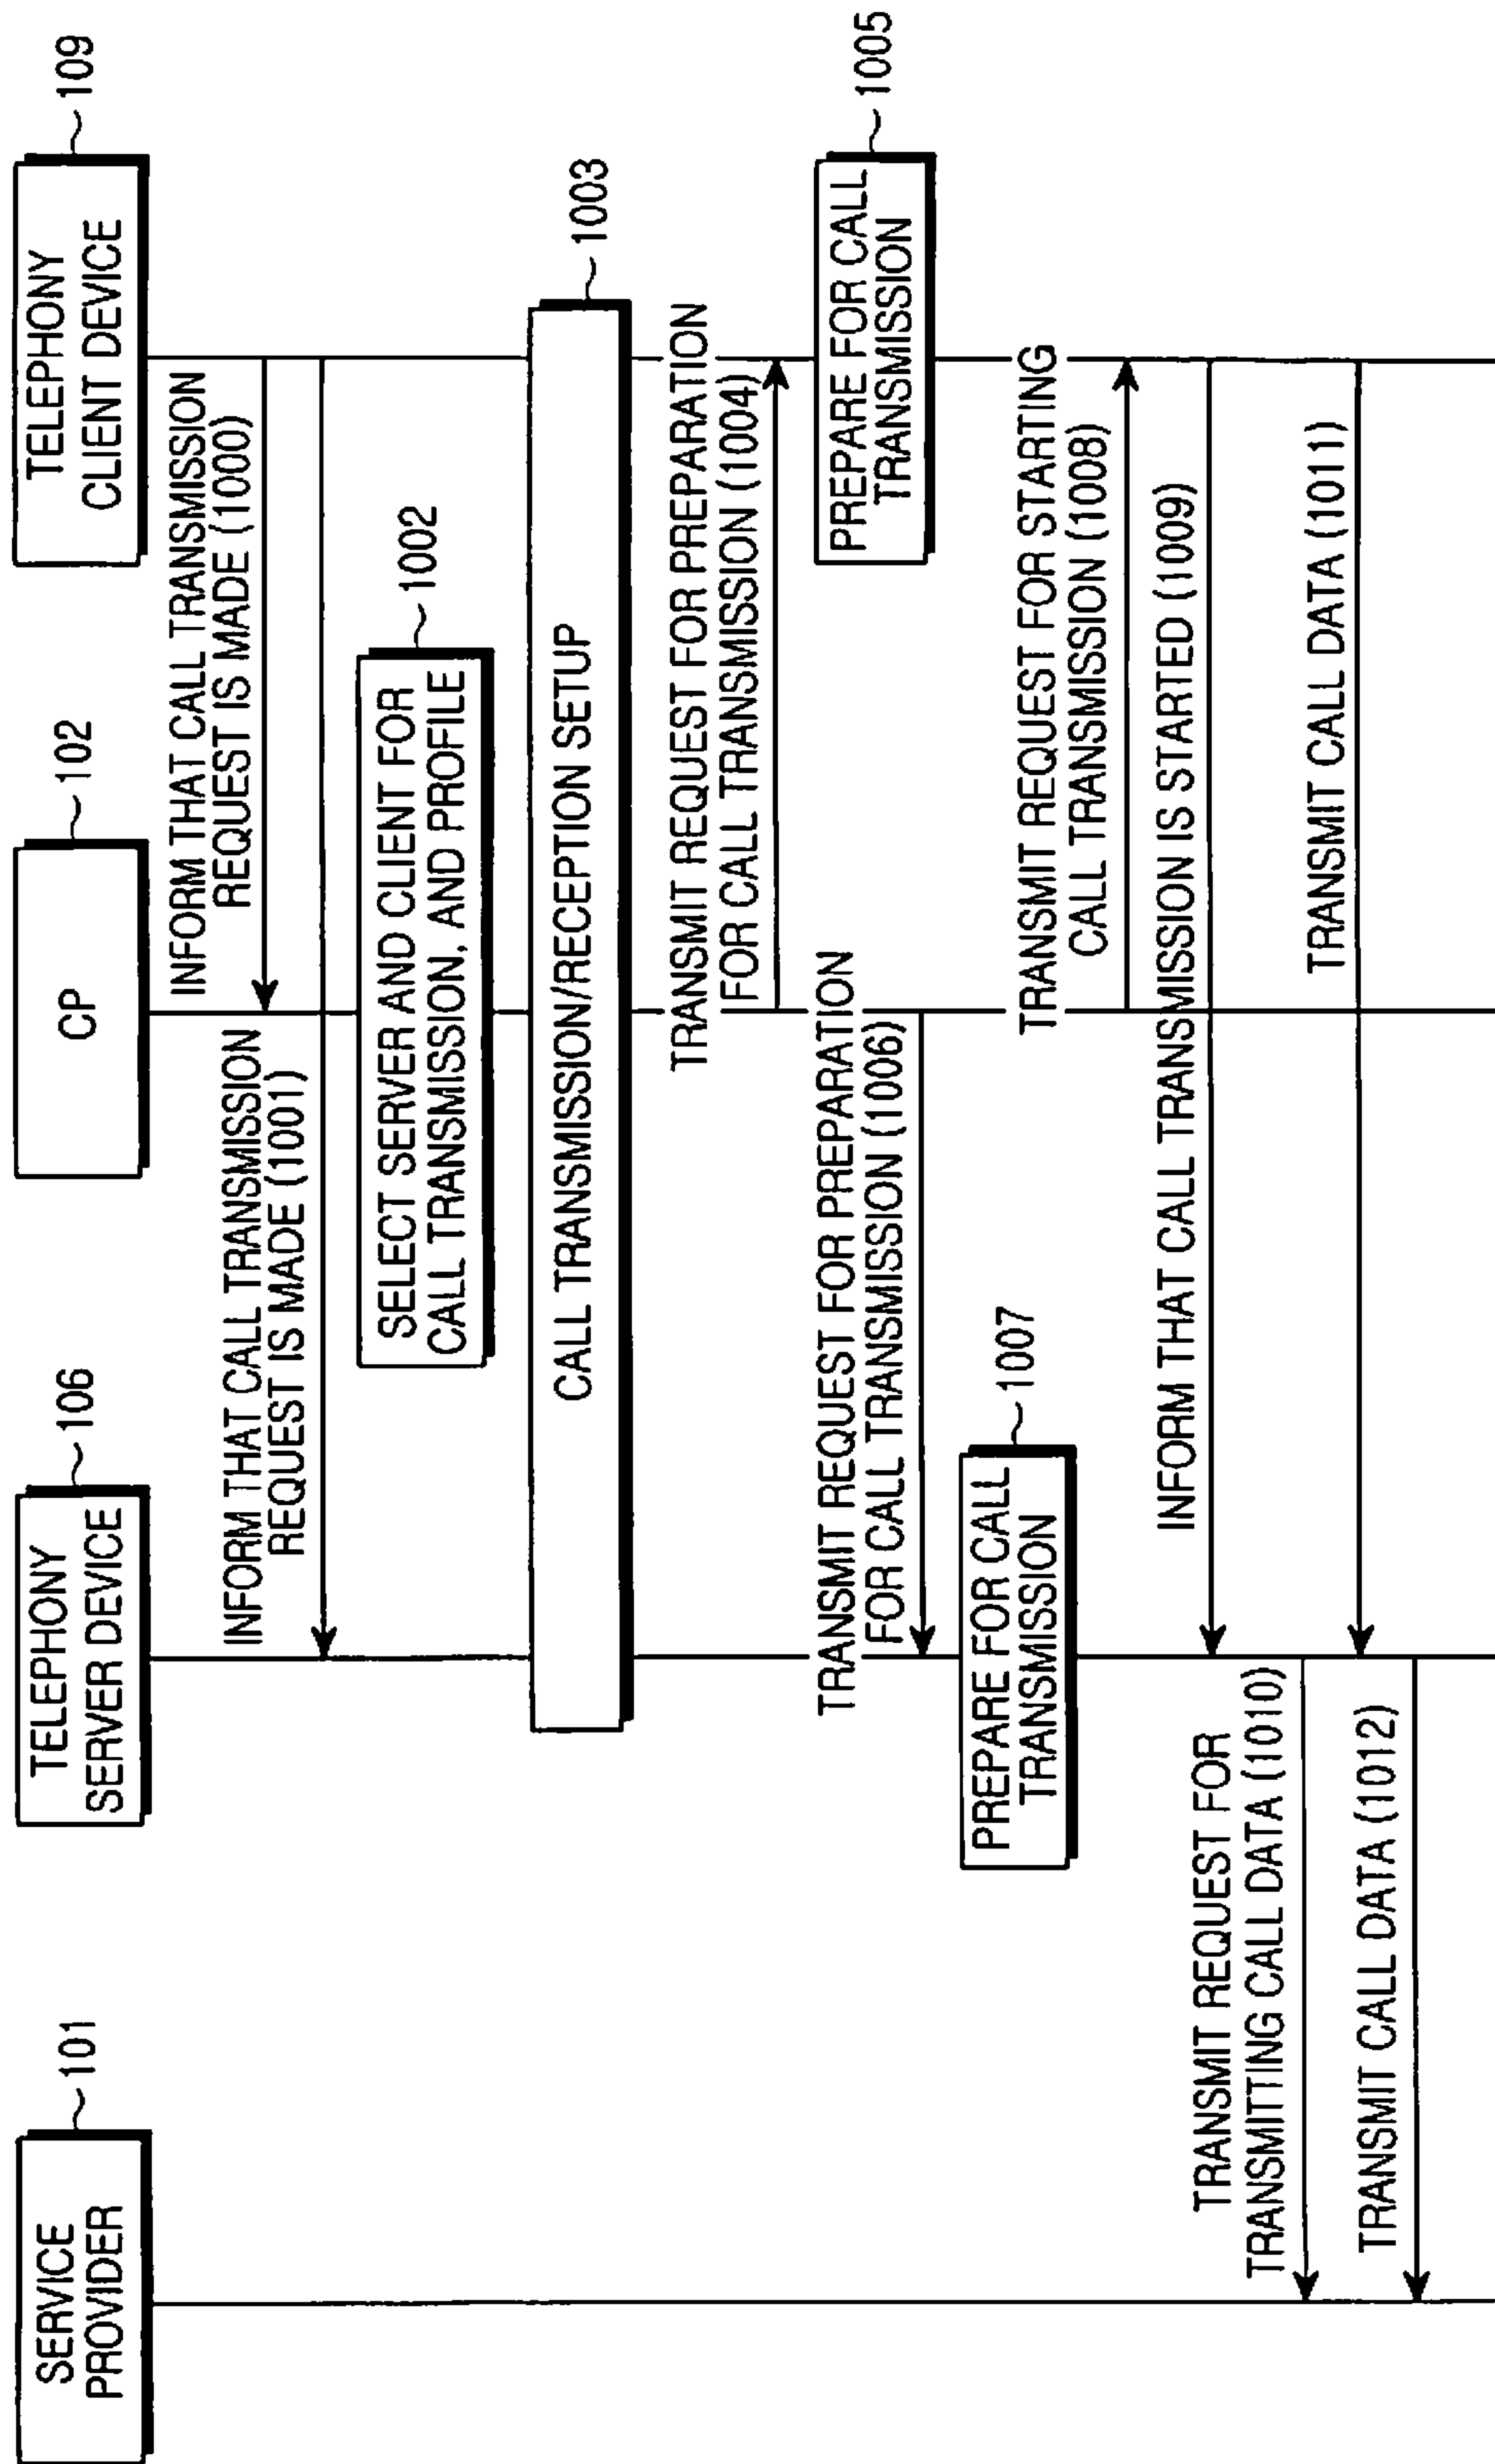 SERVICE
PROVIDER
101
TELEPHONY
SERVER DEVICE
106
CP
102
TELEPHONY
CLIENT DEVICE
109
INFORM THAT CALL TRANSMISSION
REQUEST IS MADE (1000)
INFORM THAT CALL TRANSMISSION
REQUEST IS MADE (1001)
SELECT SERVER AND CLIENT FOR
CALL TRANSMISSION, AND PROFILE
1002
CALL TRANSMISSION/RECEPTION SETUP
1003
TRANSMIT REQUEST FOR PREPARATION
FOR CALL TRANSMISSION (1004)
PREPARE FOR CALL
TRANSMISSION
1005
TRANSMIT REQUEST FOR PREPARATION
FOR CALL TRANSMISSION (1006)
PREPARE FOR CALL
TRANSMISSION
1007
TRANSMIT REQUEST FOR STARTING
CALL TRANSMISSION (1008)
INFORM THAT CALL TRANSMISSION IS STARTED (1009)
TRANSMIT REQUEST FOR
TRANSMITTING CALL DATA (1010)
TRANSMIT CALL DATA (1011)
TRANSMIT CALL DATA (1012)